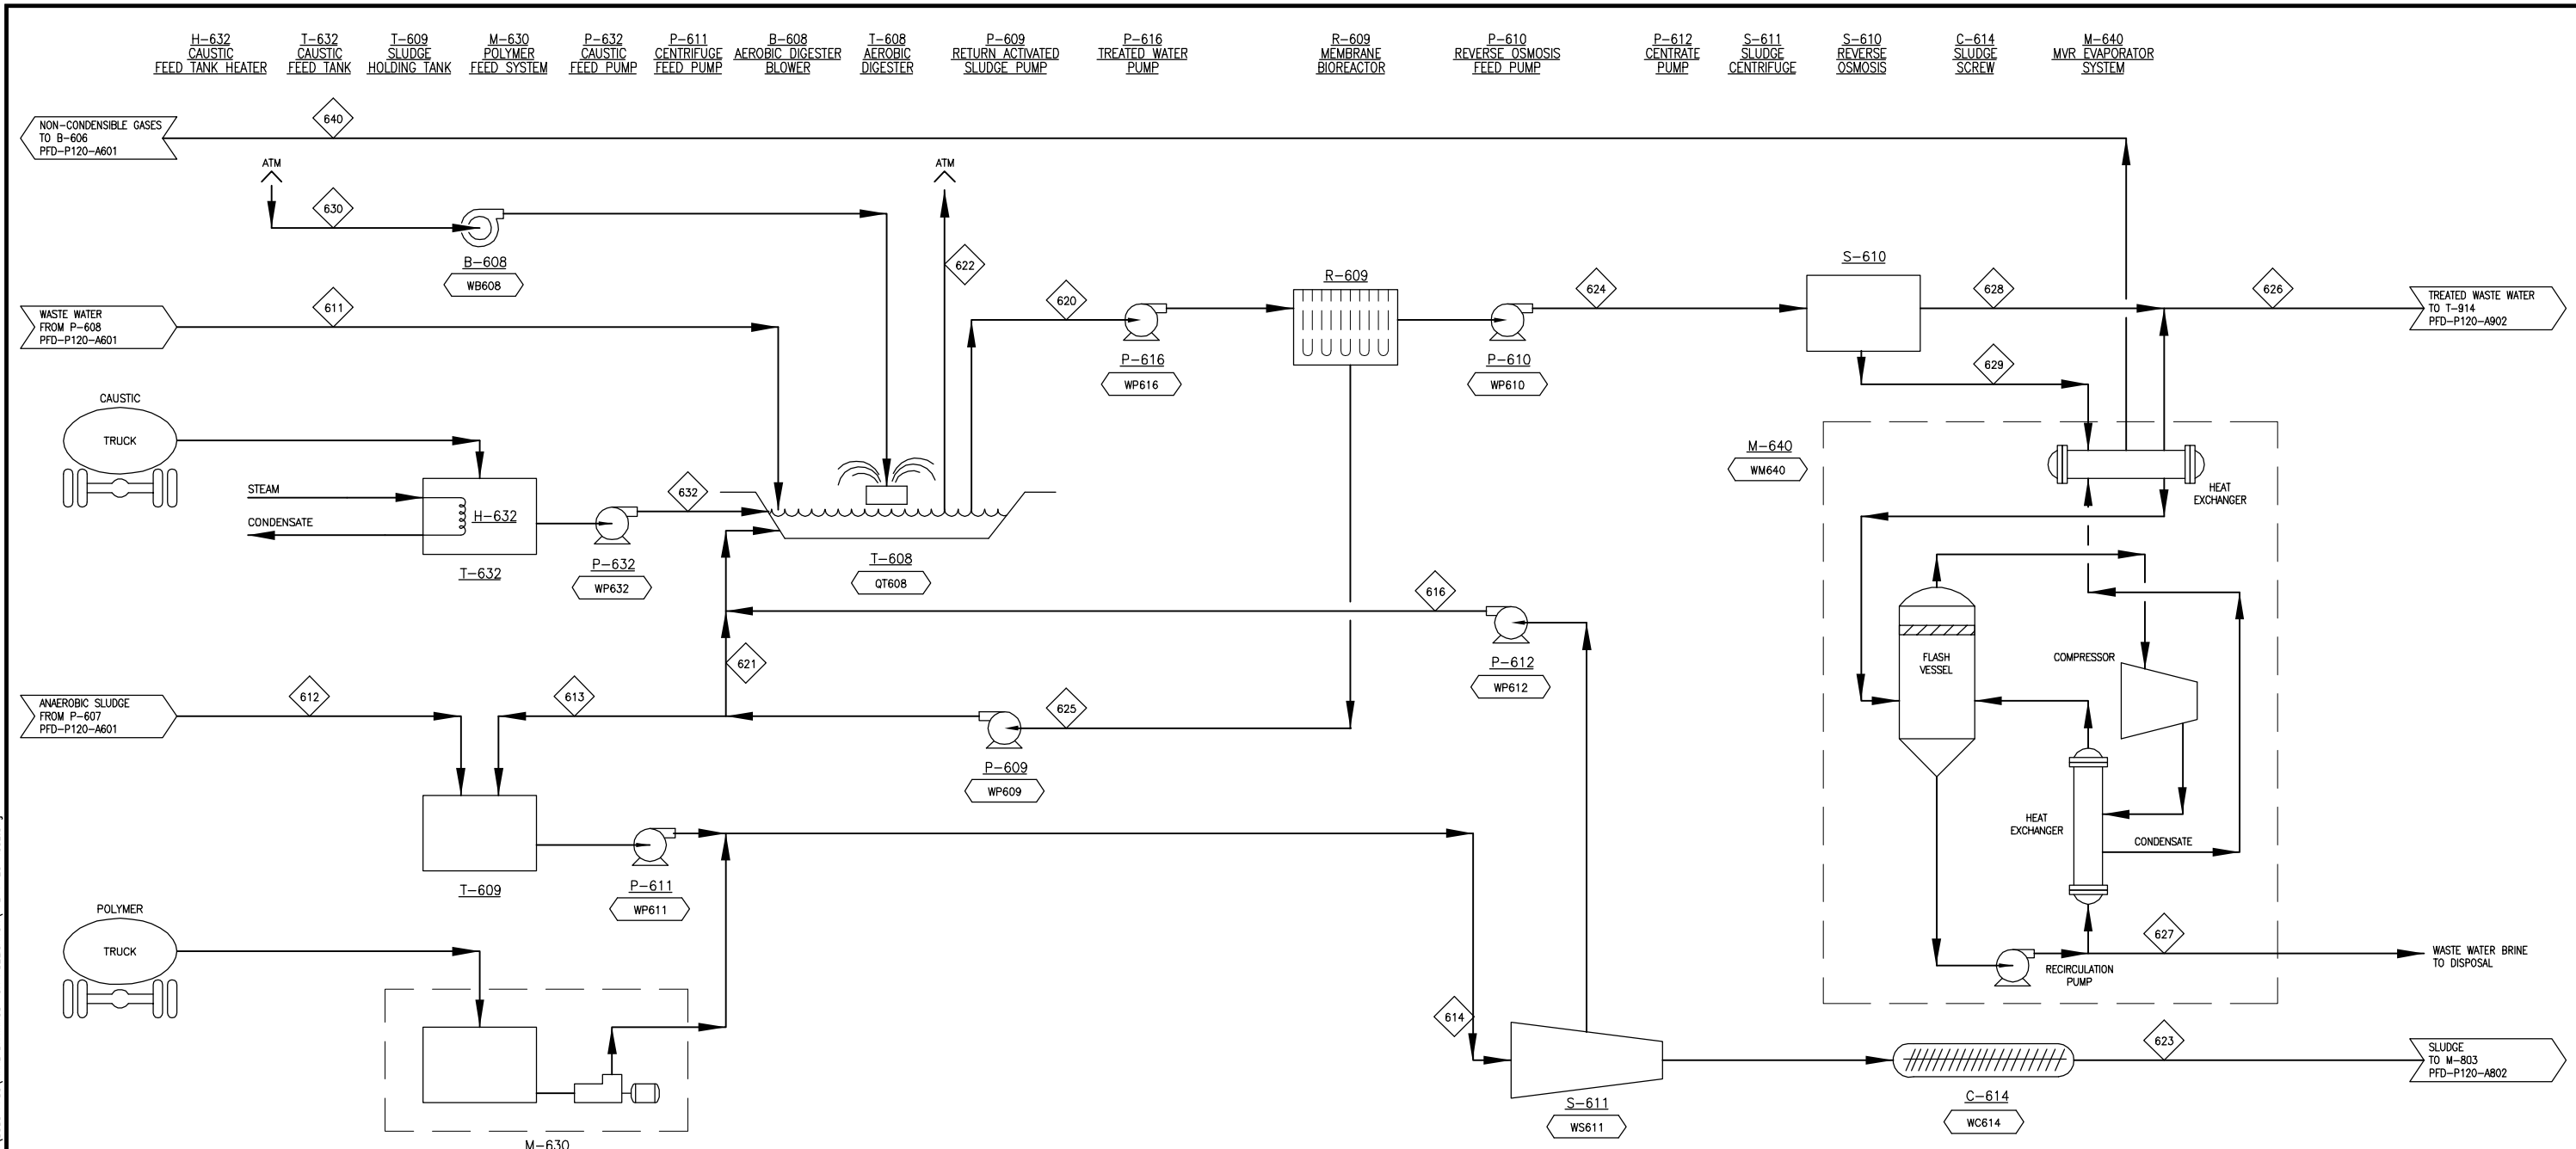 H-632
CAUSTIC
FEED TANK HEATER
T-632
CAUSTIC
FEED TANK
T-609
SLUDGE
HOLDING TANK
M-630
POLYMER
FEED SYSTEM
P-632
CAUSTIC
FEED PUMP
P-611
CENTRIFUGE
FEED PUMP
B-608
AEROBIC DIGESTER
BLOWER
T-608
AEROBIC
DIGESTER
P-609
RETURN ACTIVATED
SLUDGE PUMP
P-616
TREATED WATER
PUMP
R-609
MEMBRANE
BIOREACTOR
P-610
REVERSE OSMOSIS
FEED PUMP
P-612
CENTRATE
PUMP
S-611
SLUDGE
CENTRIFUGE
S-610
REVERSE
OSMOSIS
C-614
SLUDGE
SCREW
M-640
MVR EVAPORATOR
SYSTEM
NON-CONDENSIBLE GASES
TO B-606
PFD-P120-A601
640
ATM
630
B-608
WB608
ATM
622
WASTE WATER
FROM P-608
PFD-P120-A601
611
620
P-616
WP616
R-609
P-610
WP610
624
S-610
628
626
TREATED WASTE WATER
TO T-914
PFD-P120-A902
629
CAUSTIC
TRUCK
STEAM
CONDENSATE
H-632
T-632
P-632
WP632
632
T-608
QT608
M-640
WM640
HEAT
EXCHANGER
616
P-612
WP612
621
FLASH
VESSEL
COMPRESSOR
ANAEROBIC SLUDGE
FROM P-607
PFD-P120-A601
612
613
625
P-609
WP609
T-609
P-611
WP611
HEAT
EXCHANGER
CONDENSATE
POLYMER
TRUCK
627
RECIRCULATION
PUMP
WASTE WATER BRINE
TO DISPOSAL
M-630
614
S-611
WS611
C-614
WC614
623
SLUDGE
TO M-803
PFD-P120-A802